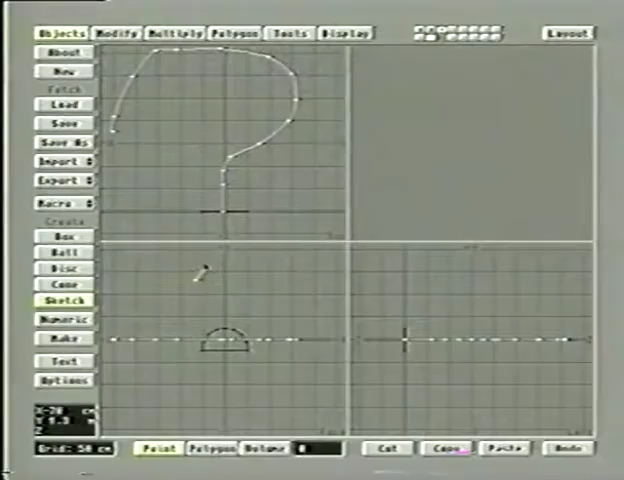 Objects Modify Multiply Polygon Tools Display Layout
About
New
Fetch
Load
Save
Save As
Import
Export
Macro
Create
Box
Ball
Disc
Cone
Sketch
Numeric
Make
Text
Options
Grid: 50 cm Point Polygon Volume Cut Copy Paste Undo